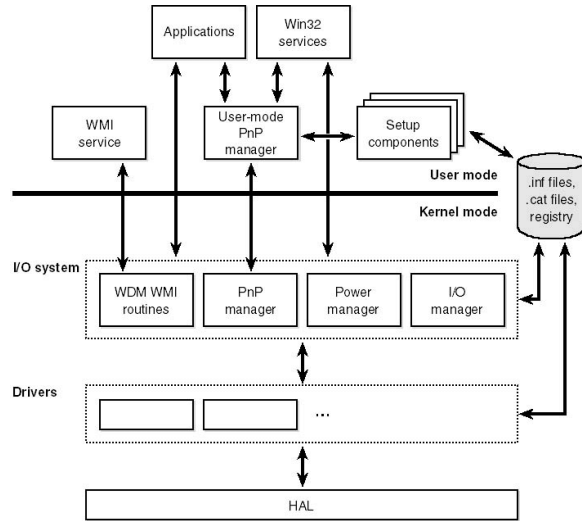 Applications
Win32
services
WMI
service
User-mode
PnP
manager
Setup
components
User mode
Kernel mode
.inf files,
.cat files,
registry
I/O system
WDM WMI
routines
PnP
manager
Power
manager
I/O
manager
Drivers
...
HAL